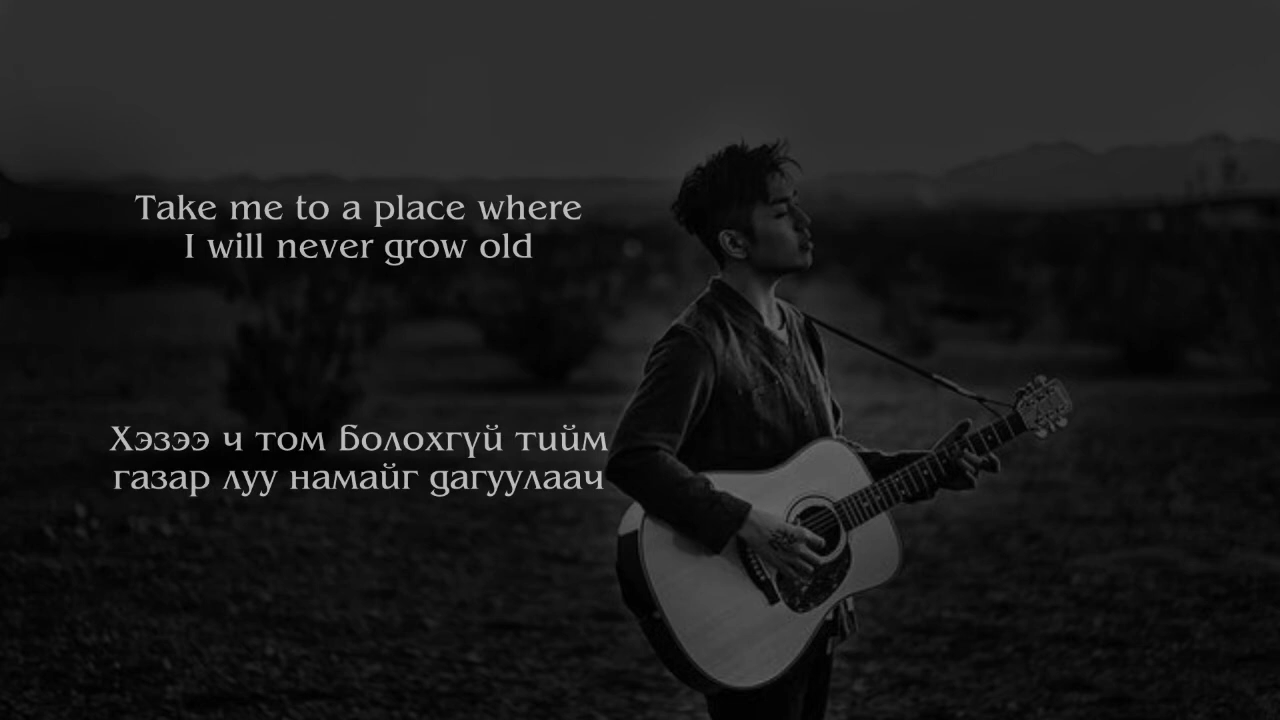 Take me to a place where
I will never grow old
Хэзээ ч том болохгүй тийм
газар луу намайг дагуулаач